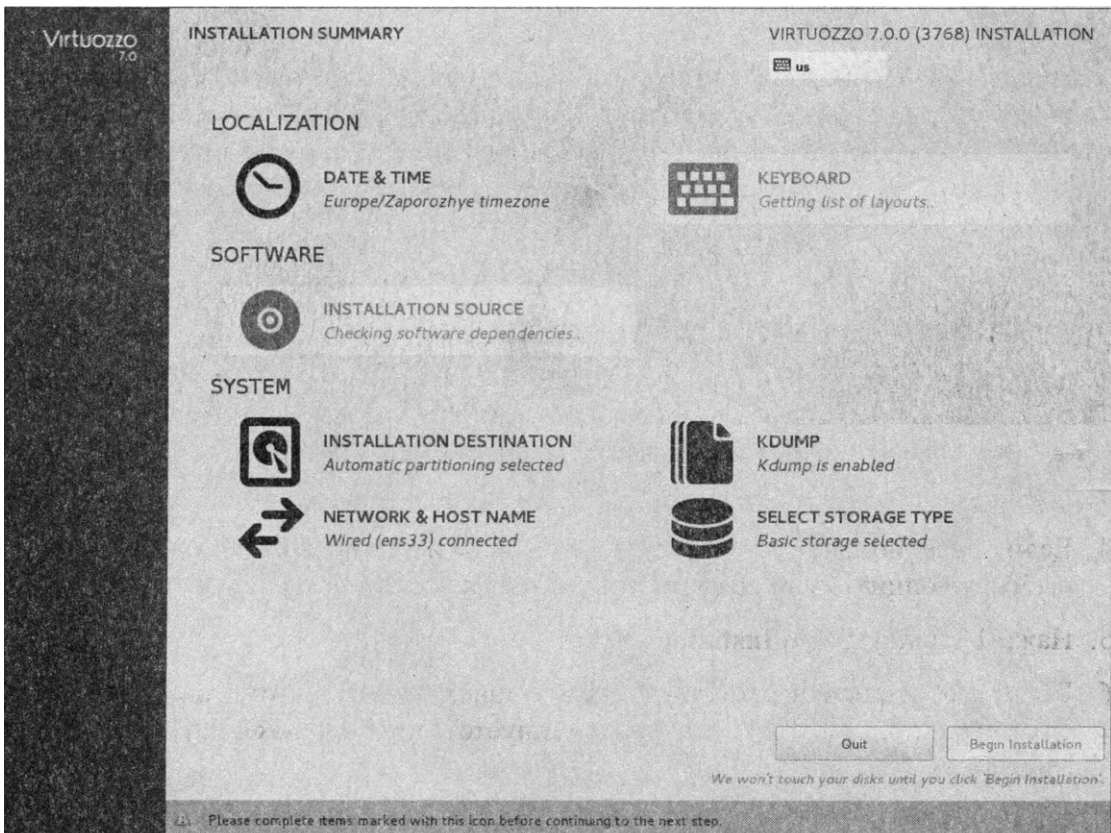 Virtuozzo
7.0
INSTALLATION SUMMARY
VIRTUOZZO 7.0.0 (3768) INSTALLATION
us
LOCALIZATION
DATE & TIME
Europe/Zaporozhye timezone
KEYBOARD
Getting list of layouts..
SOFTWARE
INSTALLATION SOURCE
Checking software dependencies..
SYSTEM
INSTALLATION DESTINATION
Automatic partitioning selected
KDUMP
Kdump is enabled
NETWORK & HOST NAME
Wired (ens33) connected
SELECT STORAGE TYPE
Basic storage selected
Quit
Begin Installation
We won't touch your disks until you click 'Begin Installation'.
Please complete items marked with this icon before continuing to the next step.